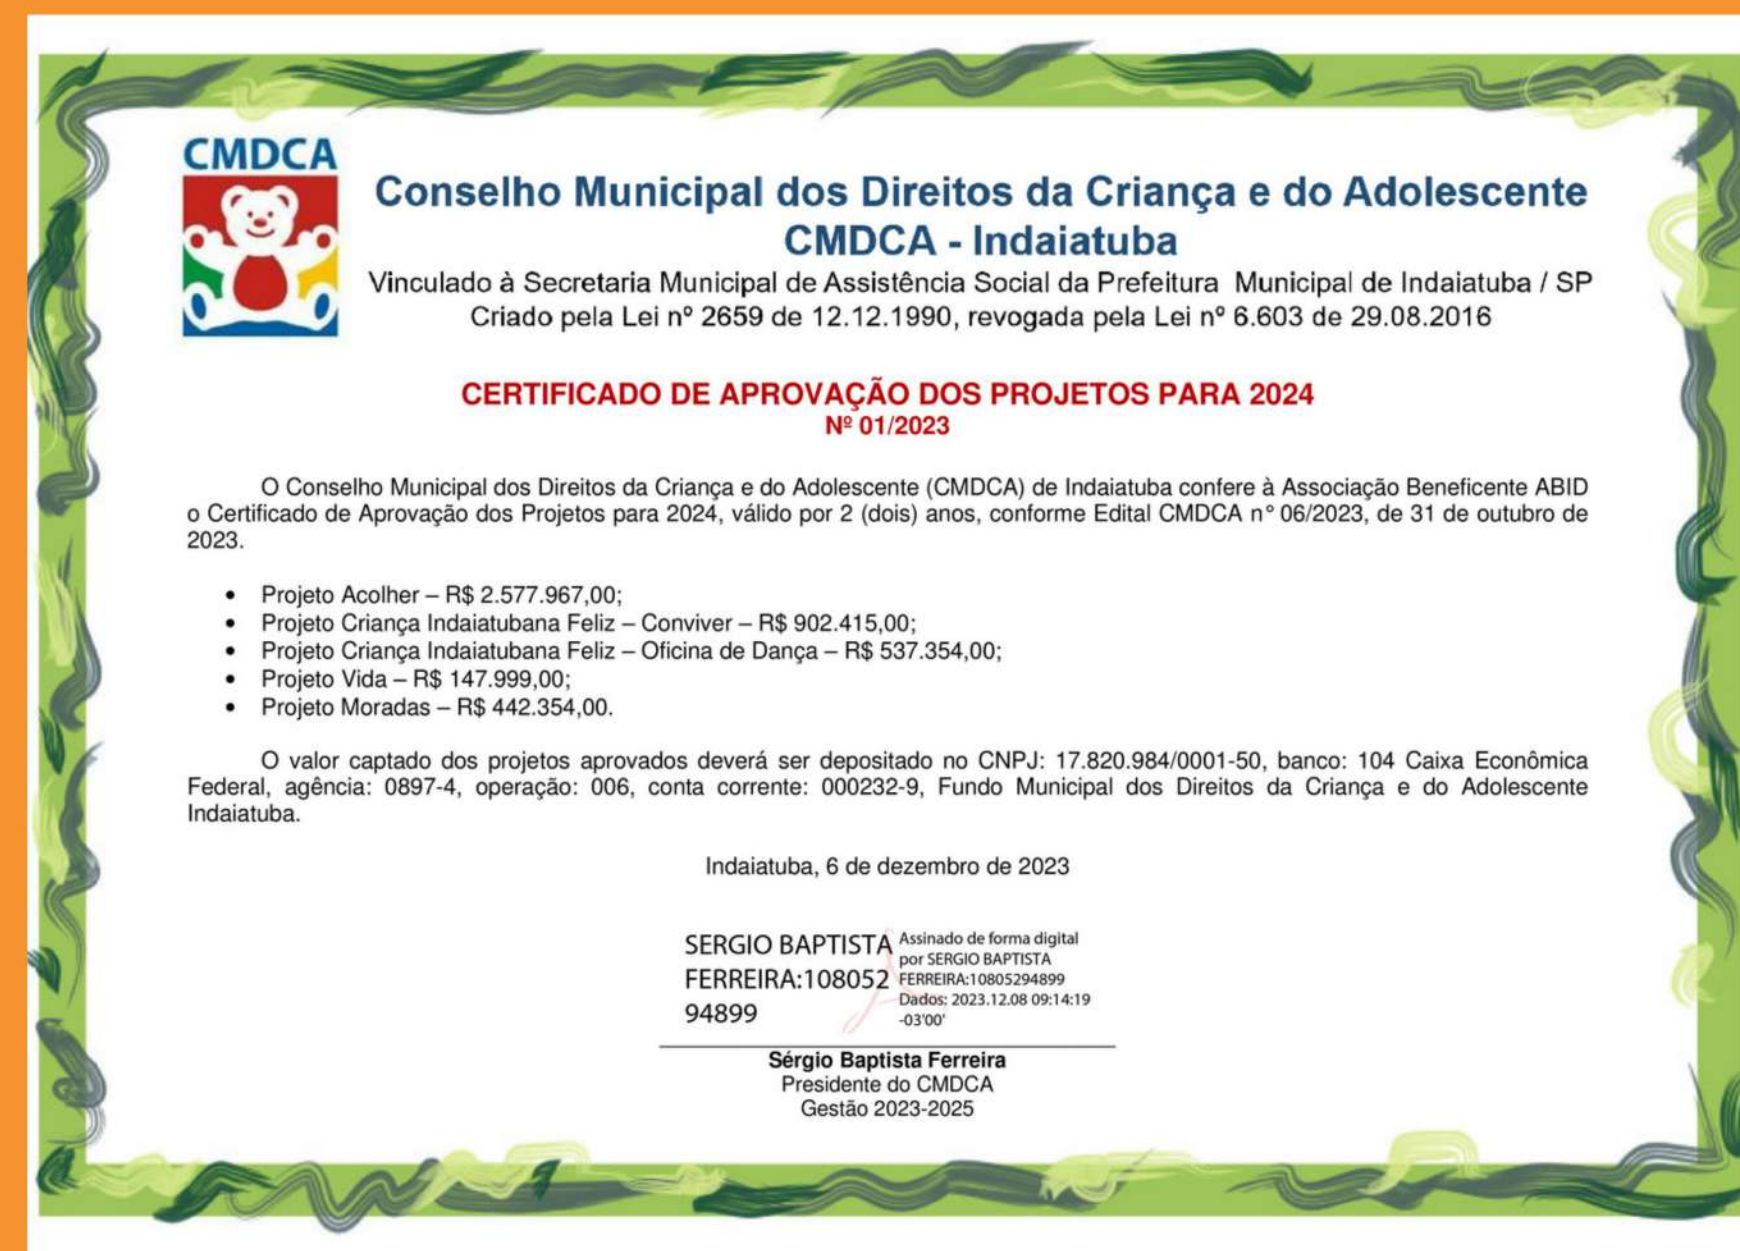 CMDCA
Conselho Municipal dos Direitos da Criança e do Adolescente
CMDCA - Indaiatuba
Vinculado à Secretaria Municipal de Assistência Social da Prefeitura Municipal de Indaiatuba / SP
Criado pela Lei nº 2659 de 12.12.1990, revogada pela Lei nº 6.603 de 29.08.2016
CERTIFICADO DE APROVAÇÃO DOS PROJETOS PARA 2024
Nº 01/2023
O Conselho Municipal dos Direitos da Criança e do Adolescente (CMDCA) de Indaiatuba confere à Associação Beneficente ABID
o Certificado de Aprovação dos Projetos para 2024, válido por 2 (dois) anos, conforme Edital CMDCA n° 06/2023, de 31 de outubro de
2023.
• Projeto Acolher – R$ 2.577.967,00;
• Projeto Criança Indaiatubana Feliz – Conviver – R$ 902.415,00;
• Projeto Criança Indaiatubana Feliz – Oficina de Dança – R$ 537.354,00;
• Projeto Vida – R$ 147.999,00;
• Projeto Moradas – R$ 442.354,00.
O valor captado dos projetos aprovados deverá ser depositado no CNPJ: 17.820.984/0001-50, banco: 104 Caixa Econômica
Federal, agência: 0897-4, operação: 006, conta corrente: 000232-9, Fundo Municipal dos Direitos da Criança e do Adolescente
Indaiatuba.
Indaiatuba, 6 de dezembro de 2023
SERGIO BAPTISTA
FERREIRA:108052
94899
Assinado de forma digital
por SERGIO BAPTISTA
FERREIRA:10805294899
Dados: 2023.12.08 09:14:19
-03'00'
Sérgio Baptista Ferreira
Presidente do CMDCA
Gestão 2023-2025